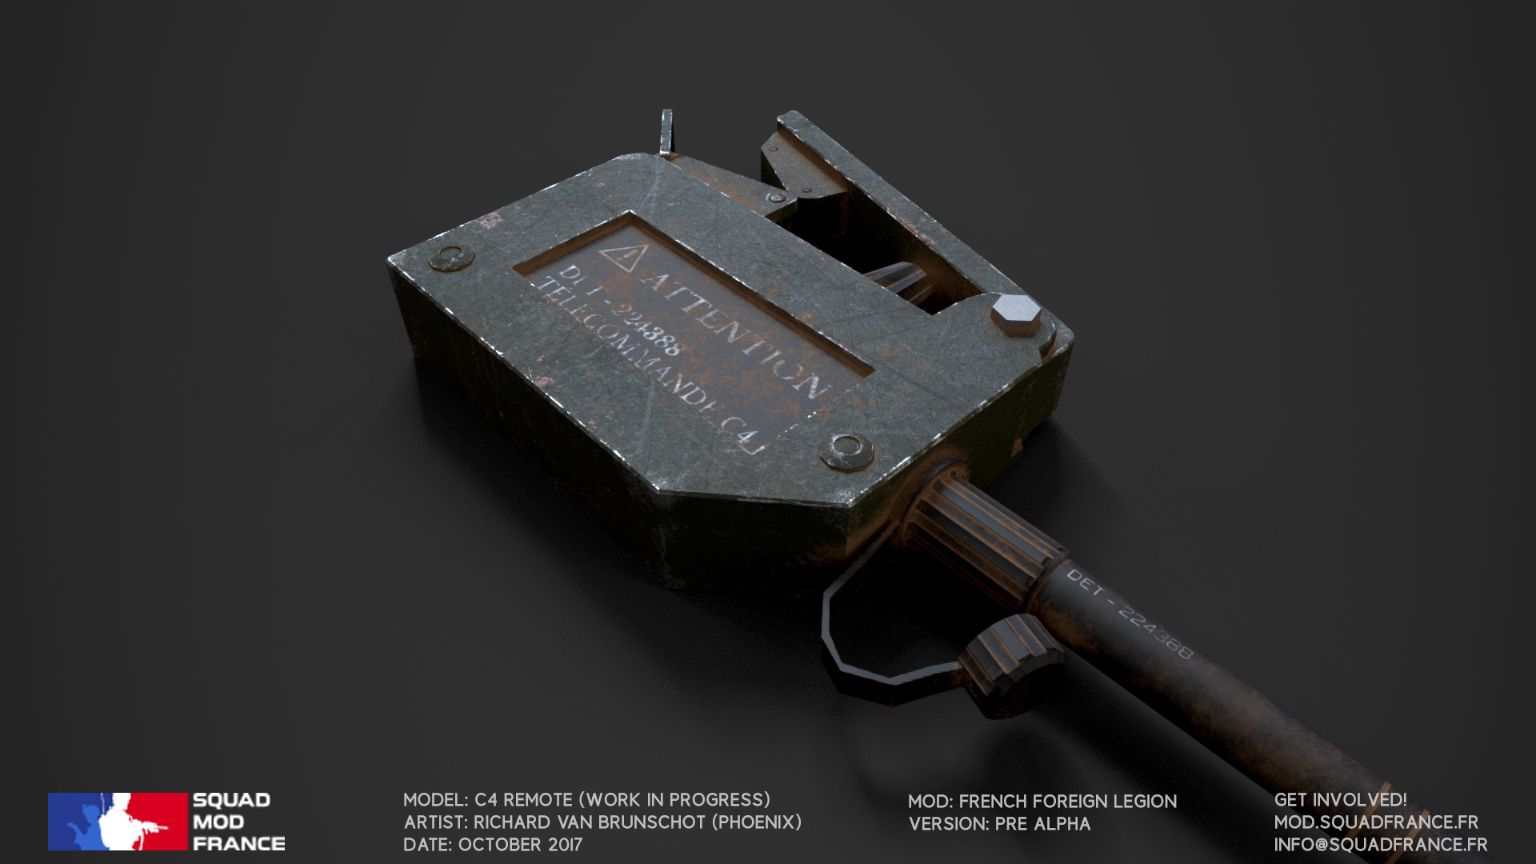 ATTENTION
DET - 224388
TELECOMMANDE C4
DET - 224388
SQUAD
MOD
FRANCE
MODEL: C4 REMOTE (WORK IN PROGRESS)
ARTIST: RICHARD VAN BRUNSCHOT (PHOENIX)
DATE: OCTOBER 2017
MOD: FRENCH FOREIGN LEGION
VERSION: PRE ALPHA
GET INVOLVED!
MOD.SQUADFRANCE.FR
INFO@SQUADFRANCE.FR